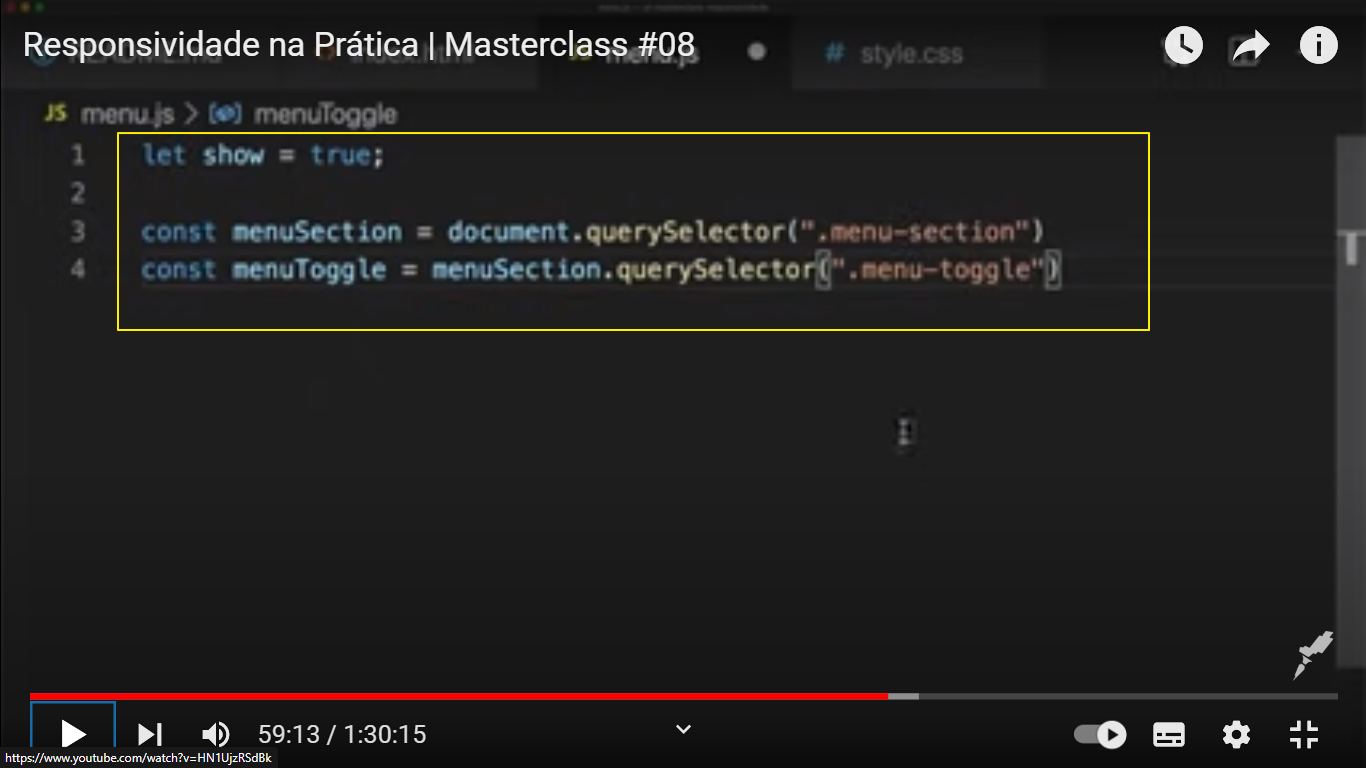 Responsividade na Prática | Masterclass #08
index.html
menu.js
# style.css
JS menu.js > menuToggle
1 let show = true;
2
3 const menuSection = document.querySelector(".menu-section")
4 const menuToggle = menuSection.querySelector(".menu-toggle")
59:13 / 1:30:15
https://www.youtube.com/watch?v=HN1UjzRSdBk